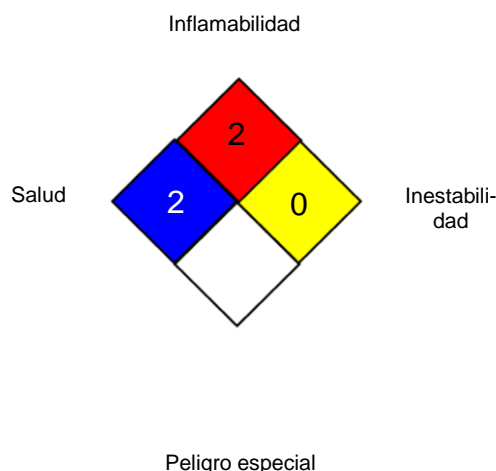 Inflamabilidad
2
Salud
2
0
Inestabili-
dad
Peligro especial